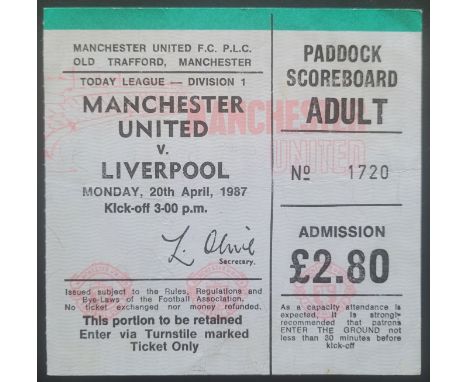 MANCHESTER UNITED F.C. P.L.C.
OLD TRAFFORD, MANCHESTER
TODAY LEAGUE — DIVISION 1
MANCHESTER
UNITED
V.
LIVERPOOL
MONDAY, 20th April, 1987
Kick-off 3-00 p.m.
L. Olive
Secretary.
Issued subject to the Rules, Regulations and
Bye-Laws of the Football Association.
No ticket exchanged nor money refunded.
This portion to be retained
Enter via Turnstile marked
Ticket Only
MANCHESTER
UNITED
PADDOCK
SCOREBOARD
ADULT
No 1720
ADMISSION
£2.80
As a capacity attendance is
expected, it is strongly
recommended that patrons
ENTER THE GROUND not
less than 30 minutes before
kick-off